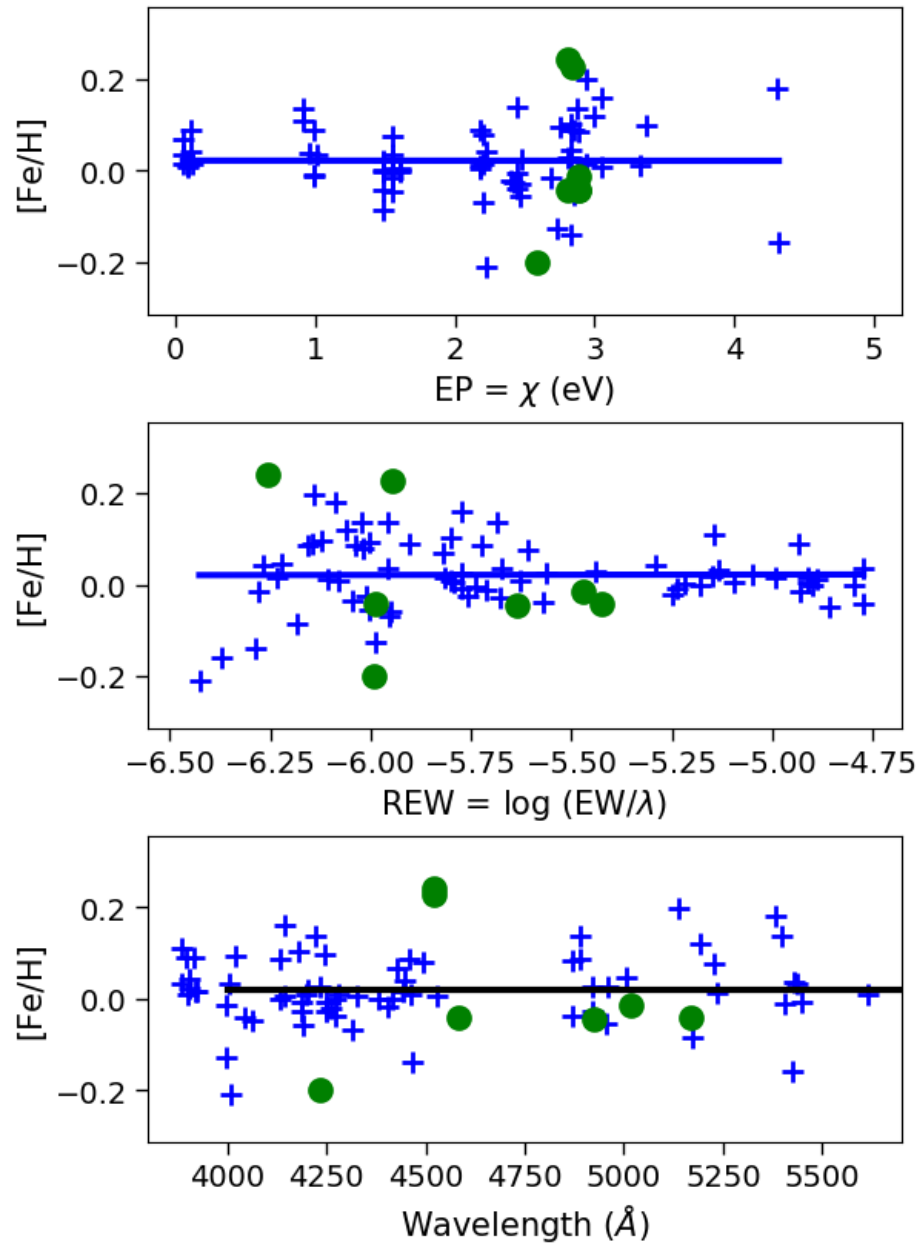 [Fe/H]
0.2
0.0
−0.2
0 1 2 3 4 5
EP = χ (eV)
[Fe/H]
0.2
0.0
−0.2
−6.50 −6.25 −6.00 −5.75 −5.50 −5.25 −5.00 −4.75
REW = log (EW/λ)
[Fe/H]
0.2
0.0
−0.2
4000 4250 4500 4750 5000 5250 5500
Wavelength (Å)